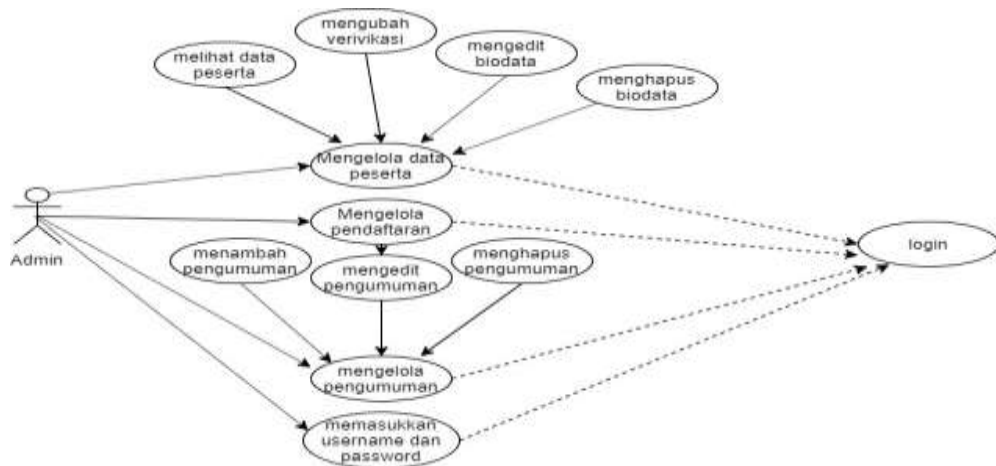 mengubah
verivikasi
melihat data
peserta
mengedit
biodata
menghapus
biodata
Mengelola data
peserta
Admin
Mengelola
pendaftaran
login
menambah
pengumuman
mengedit
pengumuman
menghapus
pengumuman
mengelola
pengumuman
memasukkan
username dan
password